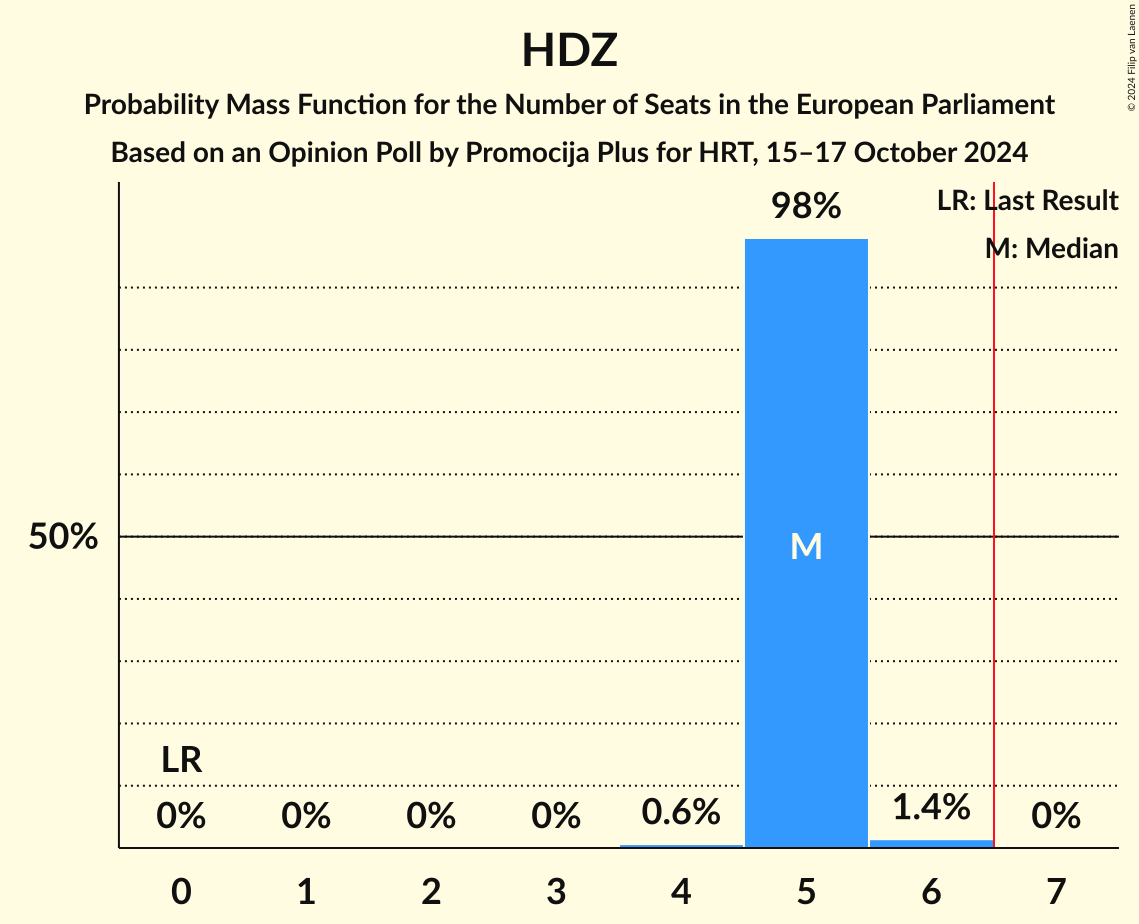 HDZ
Probability Mass Function for the Number of Seats in the European Parliament
Based on an Opinion Poll by Promocija Plus for HRT, 15–17 October 2024
© 2024 Filip van Laenen
LR: Last Result
M: Median
98%
50%
M
LR
0% 0% 0% 0% 0.6% 1.4% 0%
0 1 2 3 4 5 6 7